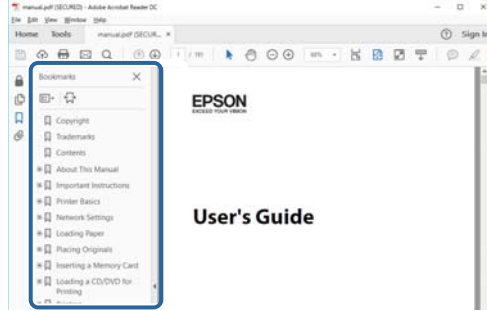 manual.pdf (SECURED) - Adobe Acrobat Reader DC
File Edit View Window Help
Home Tools manual.pdf (SECUR... ×
Sign In
1 / 191
Bookmarks
Copyright
Trademarks
Contents
About This Manual
Important Instructions
Printer Basics
Network Settings
Loading Paper
Placing Originals
Inserting a Memory Card
Loading a CD/DVD for
Printing
EPSON
EXCEED YOUR VISION
User's Guide